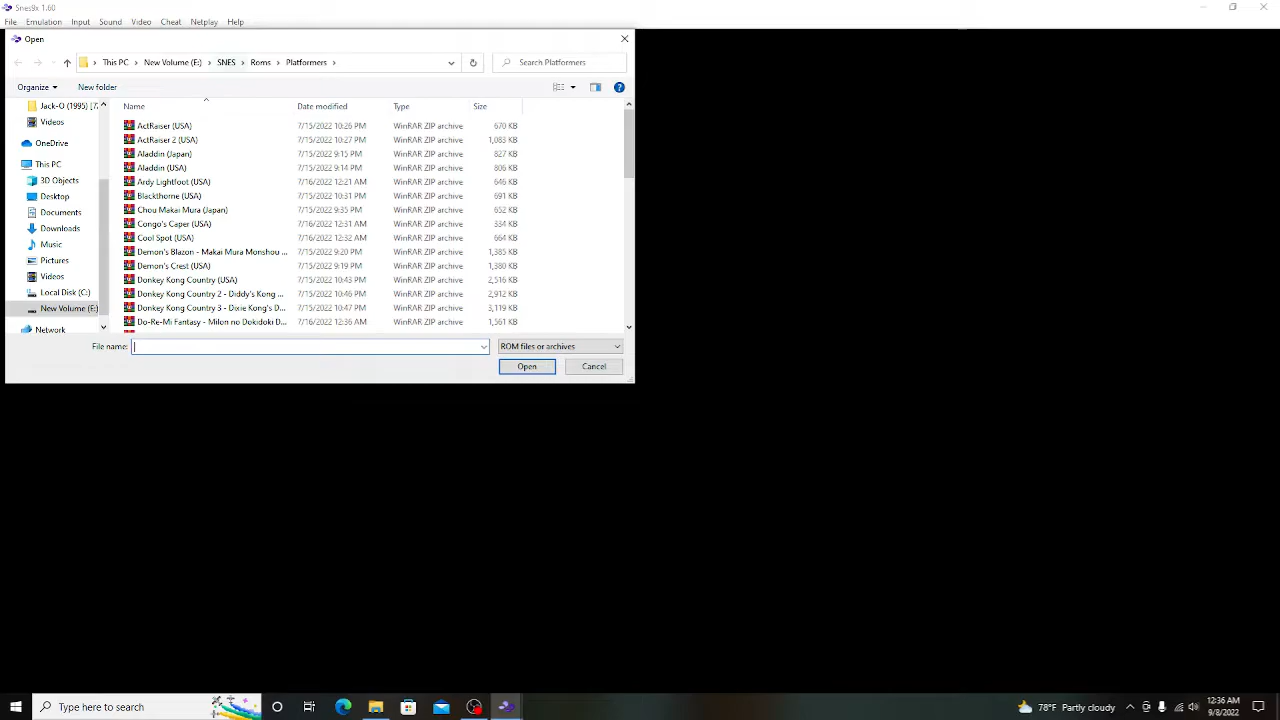 Snes9x 1.60
File Emulation Input Sound Video Cheat Netplay Help
Open
This PC New Volume (E:) SNES Roms Platformers
Search Platformers
Organize New folder
Name Date modified Type Size
Jack-O (1995) [7
Videos
OneDrive
This PC
3D Objects
Desktop
Documents
Downloads
Music
Pictures
Videos
Local Disk (C:)
New Volume (E:)
Network
ActRaiser (USA) 7/15/2022 10:26 PM WinRAR ZIP archive 670 KB
ActRaiser 2 (USA) 7/15/2022 10:27 PM WinRAR ZIP archive 1,083 KB
Aladdin (Japan) 7/15/2022 9:15 PM WinRAR ZIP archive 827 KB
Aladdin (USA) 7/15/2022 9:14 PM WinRAR ZIP archive 806 KB
Ardy Lightfoot (USA) 7/16/2022 12:21 AM WinRAR ZIP archive 646 KB
Blackthorne (USA) 7/15/2022 10:31 PM WinRAR ZIP archive 691 KB
Chou Makai Mura (Japan) 7/15/2022 9:35 PM WinRAR ZIP archive 652 KB
Congo's Caper (USA) 7/16/2022 12:31 AM WinRAR ZIP archive 334 KB
Cool Spot (USA) 7/16/2022 12:32 AM WinRAR ZIP archive 664 KB
Demon's Blazon - Makai Mura Monshou ... 7/15/2022 9:20 PM WinRAR ZIP archive 1,385 KB
Demon's Crest (USA) 7/15/2022 9:19 PM WinRAR ZIP archive 1,380 KB
Donkey Kong Country (USA) 7/15/2022 10:43 PM WinRAR ZIP archive 2,516 KB
Donkey Kong Country 2 - Diddy's Kong ... 7/15/2022 10:46 PM WinRAR ZIP archive 2,912 KB
Donkey Kong Country 3 - Dixie Kong's D... 7/15/2022 10:47 PM WinRAR ZIP archive 3,119 KB
Do-Re-Mi Fantasy - Milon no Dokidoki D... 7/16/2022 12:36 AM WinRAR ZIP archive 1,561 KB
File name: ROM files or archives
Open Cancel
Type here to search
78°F Partly cloudy
12:36 AM
9/8/2022